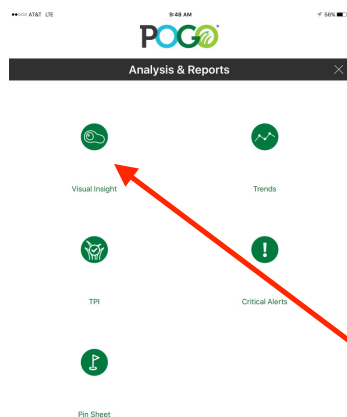 AT&T LTE 9:48 AM 56%
POGO
Analysis & Reports
Visual Insight Trends
TPI Critical Alerts
Pin Sheet